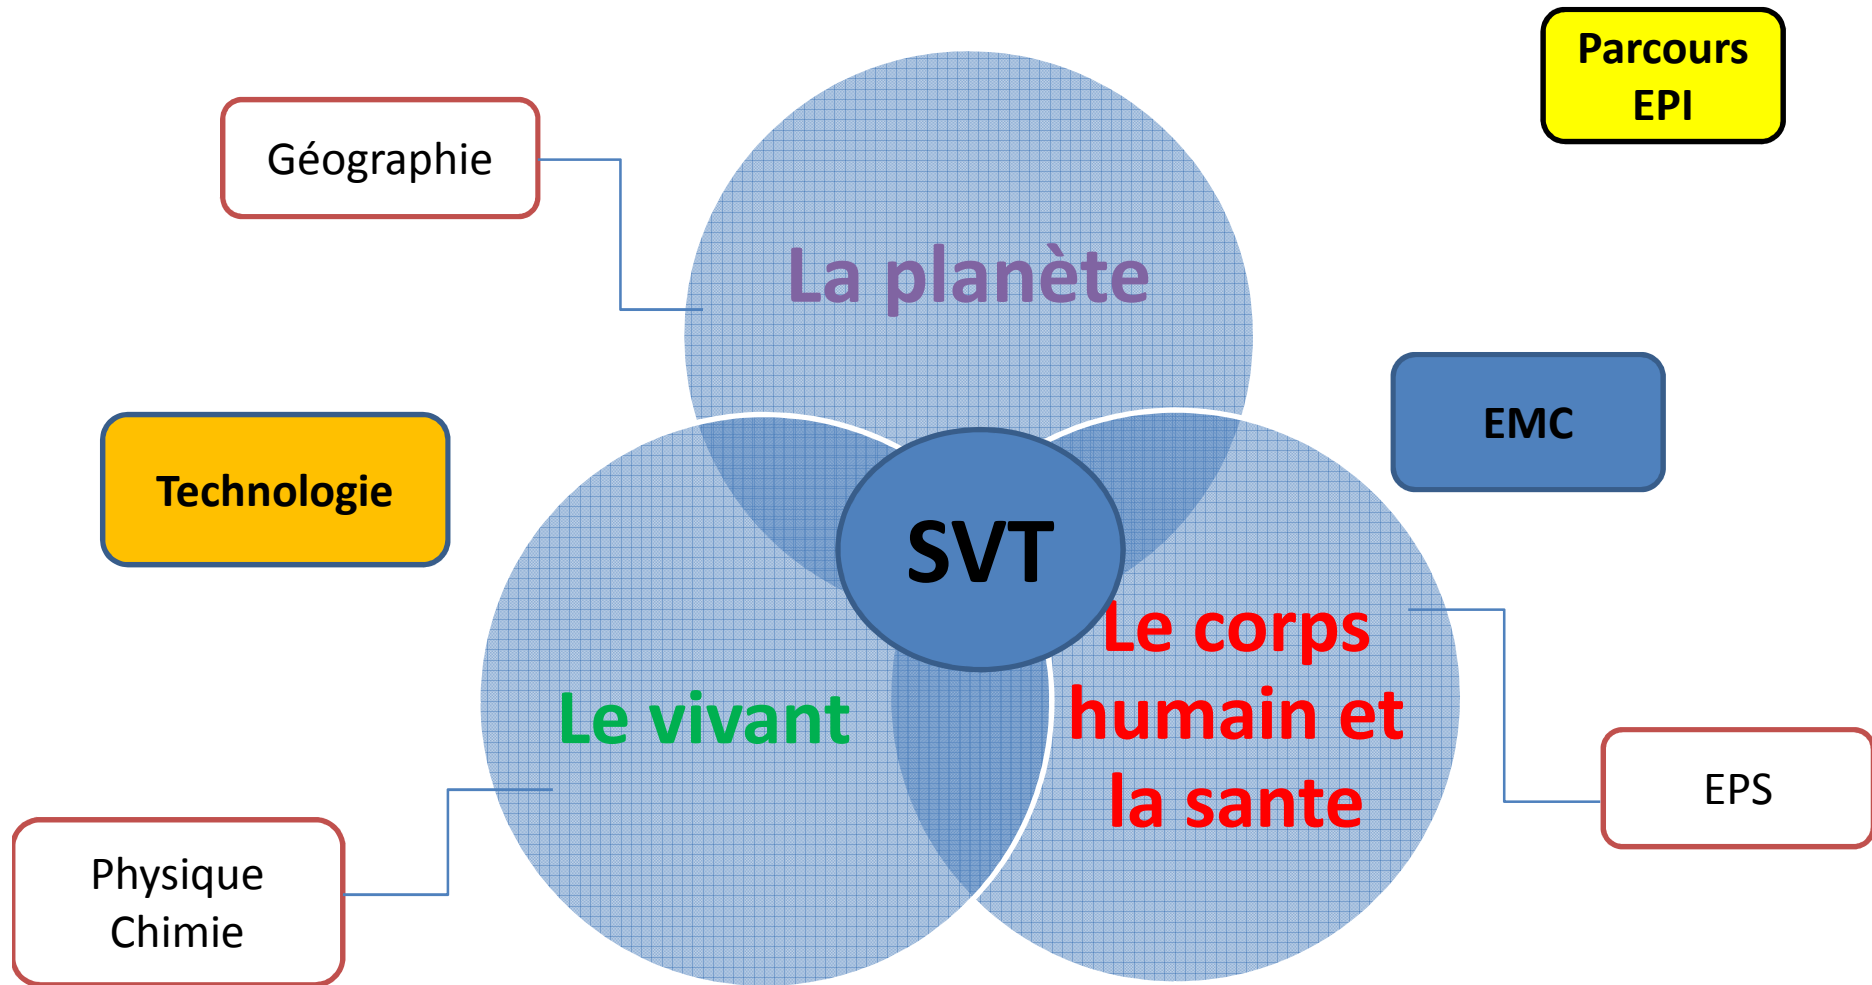 Parcours
EPI
Géographie
La planète
EMC
Technologie
SVT
Le corps
humain et
la sante
Le vivant
EPS
Physique
Chimie